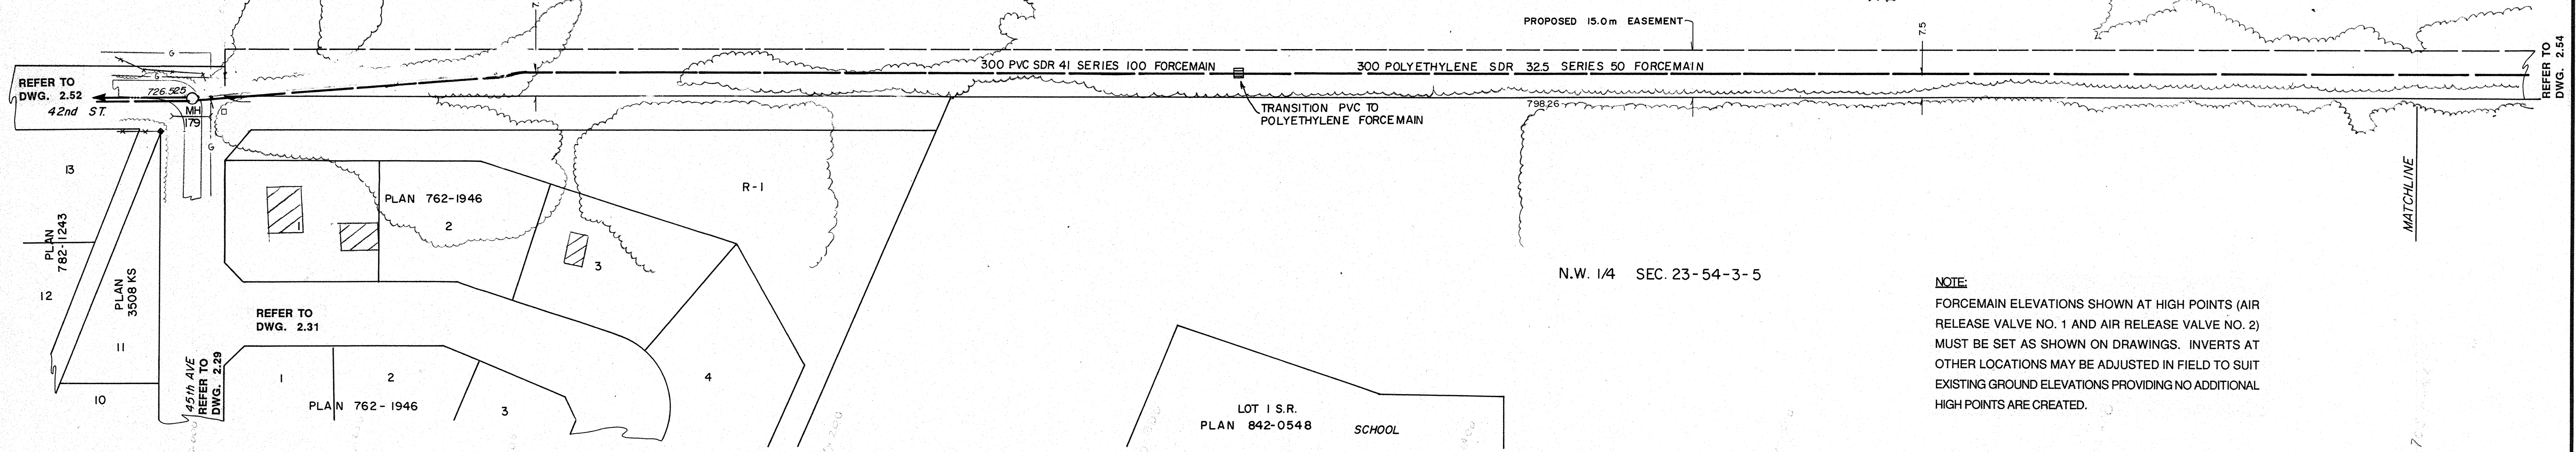 PROPOSED 15.0m EASEMENT
7.5
7.
G
G
G
REFER TO
DWG. 2.52
42nd ST.
726.525
MH
179
300 PVC SDR 41 SERIES 100 FORCEMAIN
300 POLYETHYLENE SDR 32.5 SERIES 50 FORCEMAIN
TRANSITION PVC TO
POLYETHYLENE FORCEMAIN
798.26
REFER TO
DWG. 2.54
MATCHLINE
13
PLAN
782-1243
12
PLAN
3508 KS
11
10
45th AVE
REFER TO
DWG. 2.29
1
PLAN 762-1946
2
3
R-1
4
REFER TO
DWG. 2.31
1
2
3
PLAN 762-1946
N.W. 1/4 SEC. 23-54-3-5
LOT 1 S.R.
PLAN 842-0548
SCHOOL
NOTE:
FORCEMAIN ELEVATIONS SHOWN AT HIGH POINTS (AIR
RELEASE VALVE NO. 1 AND AIR RELEASE VALVE NO. 2)
MUST BE SET AS SHOWN ON DRAWINGS. INVERTS AT
OTHER LOCATIONS MAY BE ADJUSTED IN FIELD TO SUIT
EXISTING GROUND ELEVATIONS PROVIDING NO ADDITIONAL
HIGH POINTS ARE CREATED.